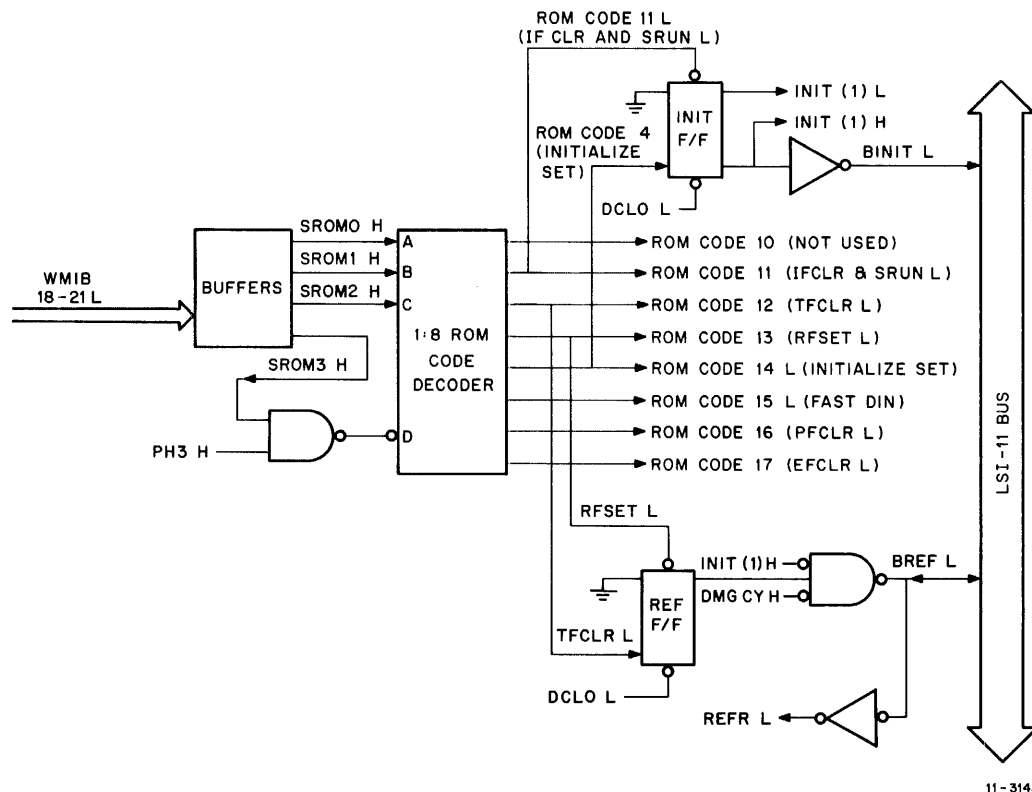 ROM CODE 11 L
(IF CLR AND SRUN L)
INIT
F/F
INIT (1) L
INIT (1) H
ROM CODE 4
(INITIALIZE
SET)
BINIT L
DCLO L
SROM0 H
SROM1 H
SROM2 H
WMIB
18-21 L
BUFFERS
A
B
C
D
1:8 ROM
CODE
DECODER
SROM3 H
PH3 H
ROM CODE 10 (NOT USED)
ROM CODE 11 (IFCLR & SRUN L)
ROM CODE 12 (TFCLR L)
ROM CODE 13 (RFSET L)
ROM CODE 14 L (INITIALIZE SET)
ROM CODE 15 L (FAST DIN)
ROM CODE 16 (PFCLR L)
ROM CODE 17 (EFCLR L)
LSI-11 BUS
RFSET L
INIT (1) H
DMG CY H
BREF L
REF
F/F
TFCLR L
DCLO L
REFR L
11-314